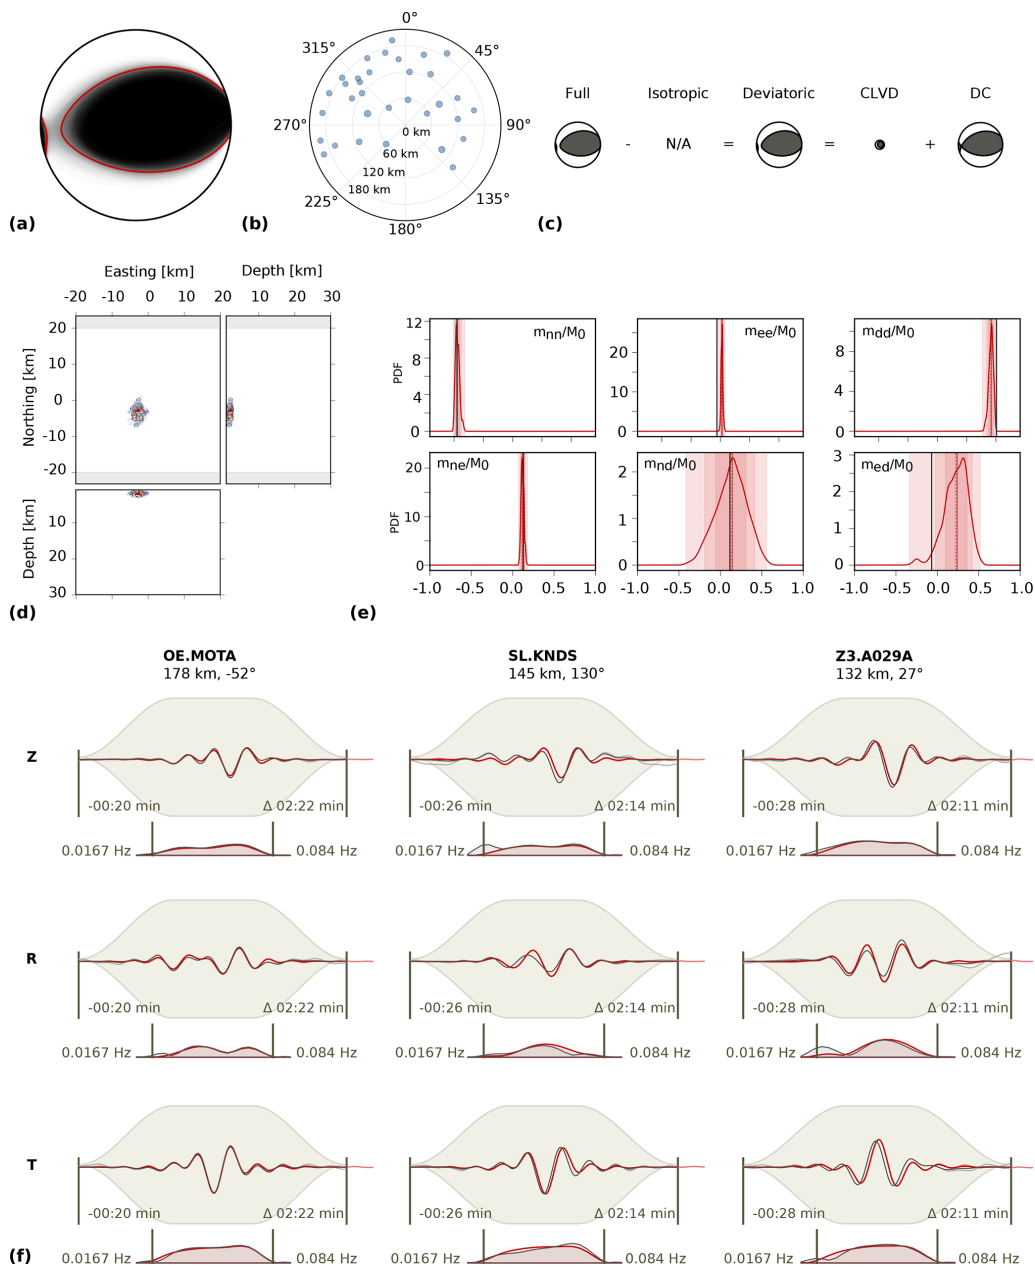 0°
315° 45°
270° 90°
0 km
60 km
120 km
180 km
225° 135°
180°
(a) (b) (c)
Full Isotropic Deviatoric CLVD DC
- N/A = = +
Easting [km] Depth [km]
-20 -10 0 10 20 10 20 30
Northing [km]
20
10
0
-10
-20
Depth [km]
10
20
30
(d)
PDF
12
8
4
0
mnn/M0
20
10
0
mee/M0
8
4
0
mdd/M0
PDF
20
10
0
mne/M0
2
1
0
mnd/M0
3
2
1
0
med/M0
-1.0 -0.5 0.0 0.5 1.0
-1.0 -0.5 0.0 0.5 1.0
-1.0 -0.5 0.0 0.5 1.0
(e)
OE.MOTA SL.KNDS Z3.A029A
178 km, -52° 145 km, 130° 132 km, 27°
Z
-00:20 min Δ 02:22 min -00:26 min Δ 02:14 min -00:28 min Δ 02:11 min
0.0167 Hz 0.084 Hz 0.0167 Hz 0.084 Hz 0.0167 Hz 0.084 Hz
R
-00:20 min Δ 02:22 min -00:26 min Δ 02:14 min -00:28 min Δ 02:11 min
0.0167 Hz 0.084 Hz 0.0167 Hz 0.084 Hz 0.0167 Hz 0.084 Hz
T
-00:20 min Δ 02:22 min -00:26 min Δ 02:14 min -00:28 min Δ 02:11 min
(f) 0.0167 Hz 0.084 Hz 0.0167 Hz 0.084 Hz 0.0167 Hz 0.084 Hz